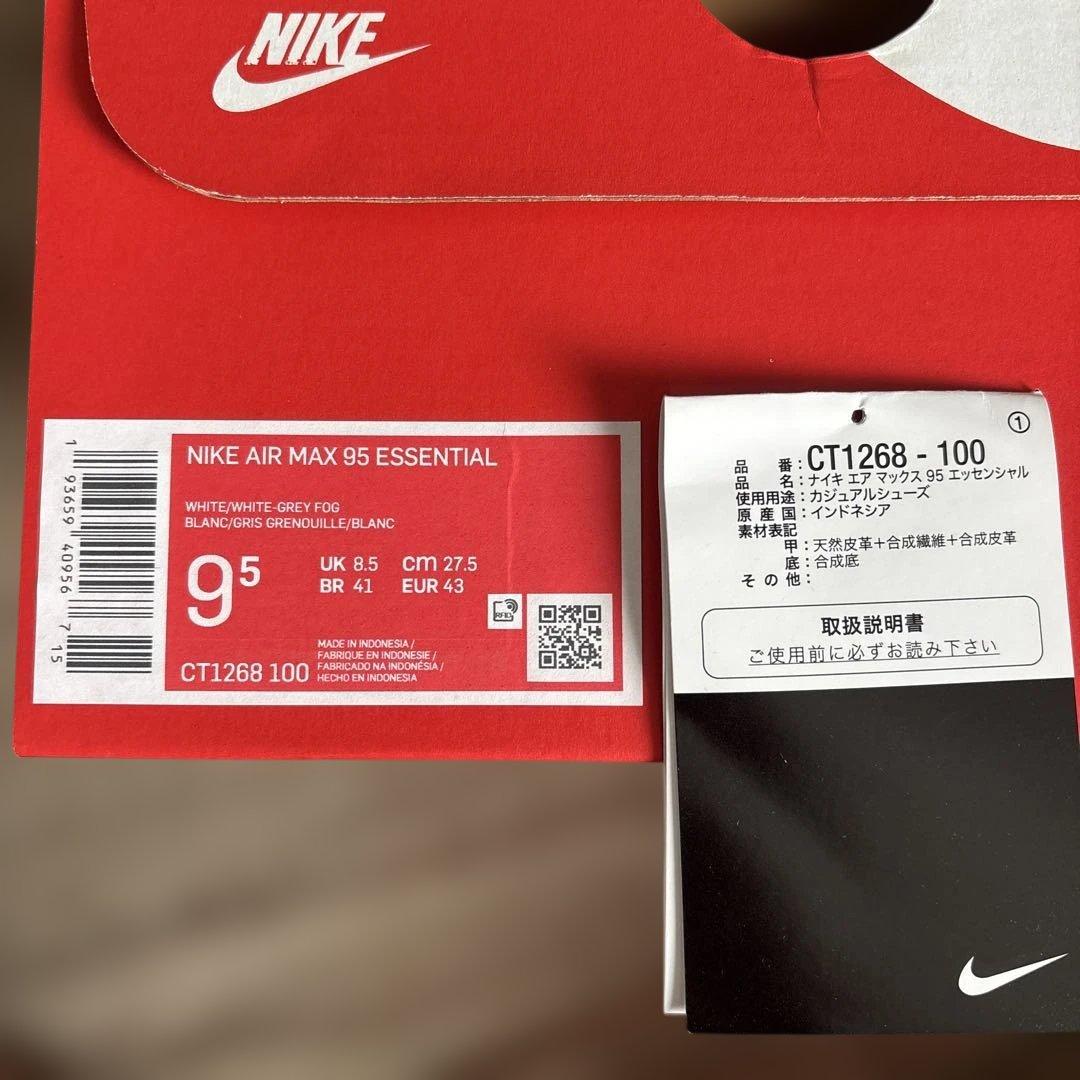 NIKE
NIKE AIR MAX 95 ESSENTIAL
WHITE/WHITE-GREY FOG
BLANC/GRIS GRENOUILLE/BLANC
9⁵
UK 8.5 cm 27.5
BR 41 EUR 43
RFID
MADE IN INDONESIA /
FABRIQUE EN INDONESIE /
FABRICADO NA INDONÉSIA /
HECHO EN INDONESIA
CT1268 100
1 93659 40956 7 15
①
品番:CT1268 - 100
品名:ナイキ エア マックス 95 エッセンシャル
使用用途:カジュアルシューズ
原産国:インドネシア
素材表記
甲:天然皮革+合成繊維+合成皮革
底:合成底
その他:
取扱説明書
ご使用前に必ずお読み下さい